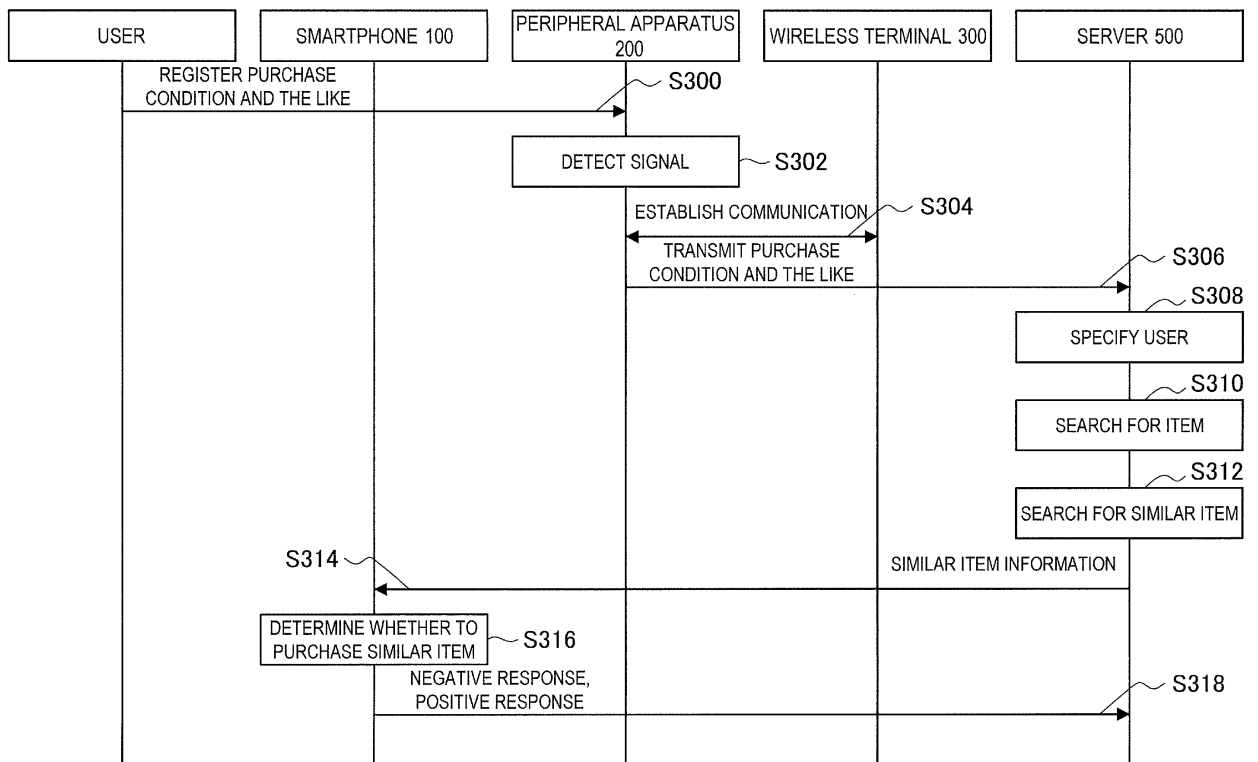 USER
SMARTPHONE 100
PERIPHERAL APPARATUS
200
WIRELESS TERMINAL 300
SERVER 500
REGISTER PURCHASE
CONDITION AND THE LIKE
S300
DETECT SIGNAL
S302
ESTABLISH COMMUNICATION
S304
TRANSMIT PURCHASE
CONDITION AND THE LIKE
S306
S308
SPECIFY USER
S310
SEARCH FOR ITEM
S312
SEARCH FOR SIMILAR ITEM
S314
SIMILAR ITEM INFORMATION
DETERMINE WHETHER TO
PURCHASE SIMILAR ITEM
S316
NEGATIVE RESPONSE,
POSITIVE RESPONSE
S318